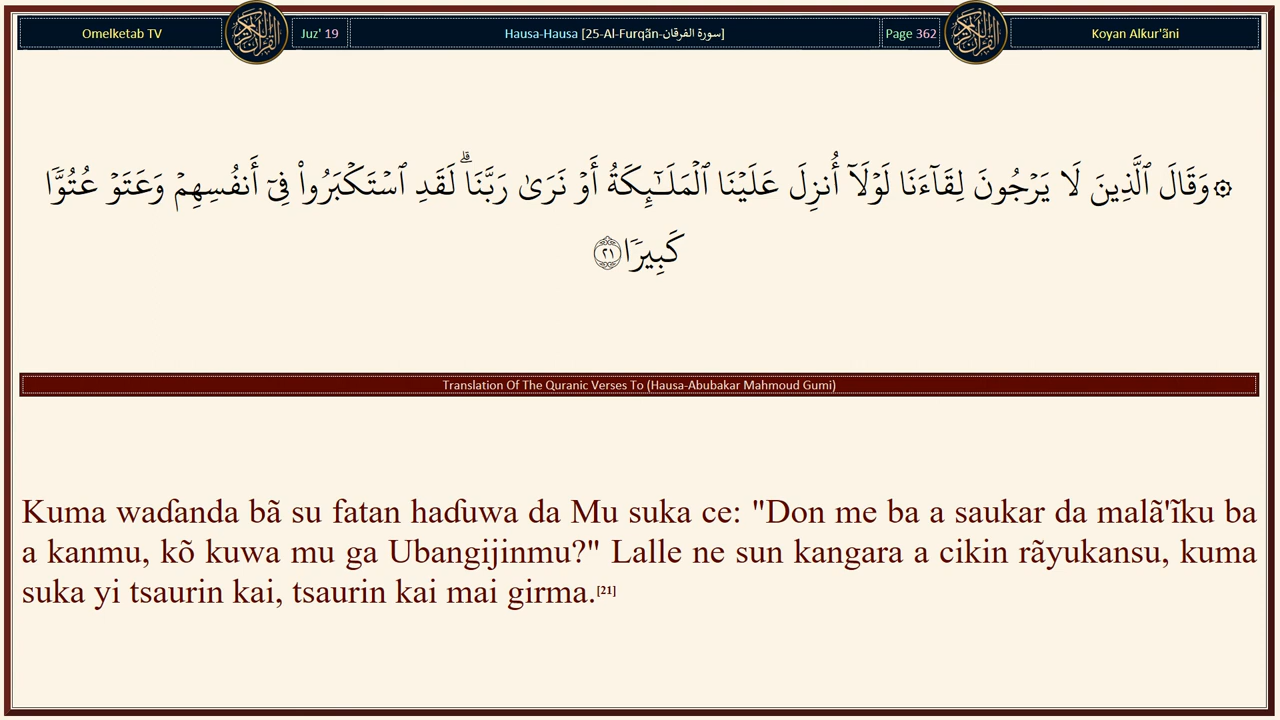 Omelketab TV
Juz' 19
Hausa-Hausa [25-Al-Furqãn-سورة الفرقان]
Page 362
Koyan Alƙur'ãni
۞وَقَالَ ٱلَّذِينَ لَا يَرۡجُونَ لِقَآءَنَا لَوۡلَآ أُنزِلَ عَلَيۡنَا ٱلۡمَلَـٰٓئِكَةُ أَوۡ نَرَىٰ رَبَّنَاۗ لَقَدِ ٱسۡتَكۡبَرُواْ فِيٓ أَنفُسِهِمۡ وَعَتَوۡ عُتُوّٗا
كَبِيرٗا ٢١
Translation Of The Quranic Verses To (Hausa-Abubakar Mahmoud Gumi)
Kuma waɗanda bã su fatan haɗuwa da Mu suka ce: "Don me ba a saukar da malã'ĩku ba
a kanmu, kõ kuwa mu ga Ubangijinmu?" Lalle ne sun kangara a cikin rãyukansu, kuma
suka yi tsaurin kai, tsaurin kai mai girma.[21]